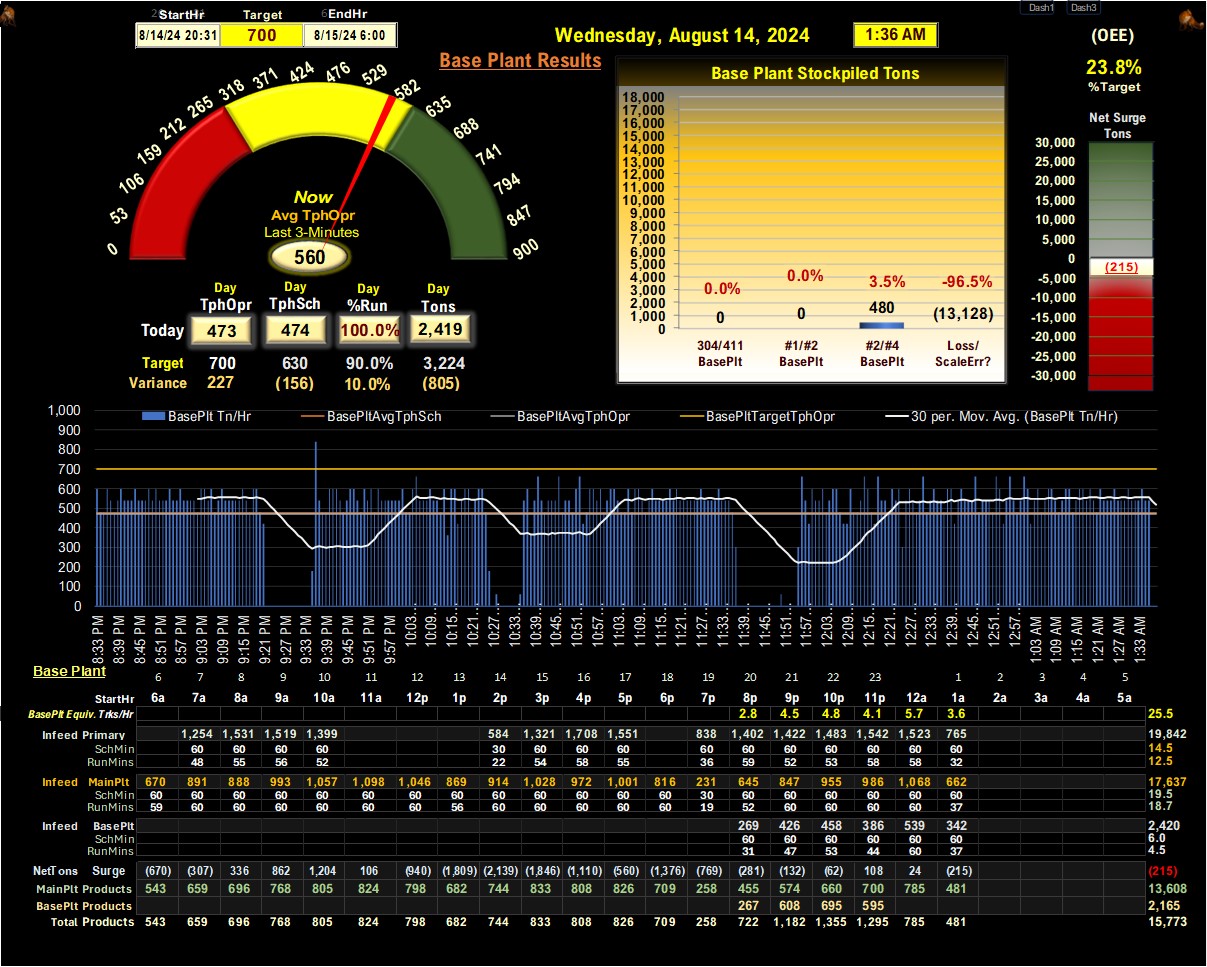 Dash1 Dash3
StartHr Target EndHr
8/14/24 20:31 700 8/15/24 6:00
Wednesday, August 14, 2024 1:36 AM
(OEE)
23.8%
%Target
Base Plant Results
0 53 106 159 212 265 318 371 424 476 529 582 635 688 741 794 847 900
Now
Avg TphOpr
Last 3-Minutes
560
Day Day Day Day
TphOpr TphSch %Run Tons
Today 473 474 100.0% 2,419
Target 700 630 90.0% 3,224
Variance 227 (156) 10.0% (805)
Base Plant Stockpiled Tons
18,000
17,000
16,000
15,000
14,000
13,000
12,000
11,000
10,000
9,000
8,000
7,000
6,000
5,000
4,000
3,000
2,000
1,000
0
0.0% 0.0% 3.5% -96.5%
0 0 480 (13,128)
304/411 #1/#2 #2/#4 Loss/
BasePlt BasePlt BasePlt ScaleErr?
Net Surge
Tons
30,000
25,000
20,000
15,000
10,000
5,000
0
(215)
-5,000
-10,000
-15,000
-20,000
-25,000
-30,000
BasePlt Tn/Hr BasePltAvgTphSch BasePltAvgTphOpr BasePltTargetTphOpr 30 per. Mov. Avg. (BasePlt Tn/Hr)
1,000
900
800
700
600
500
400
300
200
100
0
8:33 PM 8:39 PM 8:45 PM 8:51 PM 8:57 PM 9:03 PM 9:09 PM 9:15 PM 9:21 PM 9:27 PM 9:33 PM 9:39 PM 9:45 PM 9:51 PM 9:57 PM 10:03… 10:09… 10:15… 10:21… 10:27… 10:33… 10:39… 10:45… 10:51… 10:57… 11:03… 11:09… 11:15… 11:21… 11:27… 11:33… 11:39… 11:45… 11:51… 11:57… 12:03… 12:09… 12:15… 12:21… 12:27… 12:33… 12:39… 12:45… 12:51… 12:57… 1:03 AM 1:09 AM 1:15 AM 1:21 AM 1:27 AM 1:33 AM
Base Plant
6 7 8 9 10 11 12 13 14 15 16 17 18 19 20 21 22 23 1 2 3 4 5
StartHr 6a 7a 8a 9a 10a 11a 12p 1p 2p 3p 4p 5p 6p 7p 8p 9p 10p 11p 12a 1a 2a 3a 4a 5a
BasePlt Equiv. Trks/Hr 2.8 4.5 4.8 4.1 5.7 3.6 25.5
Infeed Primary 1,254 1,531 1,519 1,399 584 1,321 1,708 1,551 838 1,402 1,422 1,483 1,542 1,523 765 19,842
SchMin 60 60 60 60 30 60 60 60 60 60 60 60 60 60 60 14.5
RunMins 48 55 56 52 22 54 58 55 36 59 52 53 58 58 32 12.5
Infeed MainPlt 670 891 888 993 1,057 1,098 1,046 869 914 1,028 972 1,001 816 231 645 847 955 986 1,068 662 17,637
SchMin 60 60 60 60 60 60 60 60 60 60 60 60 60 30 60 60 60 60 60 60 19.5
RunMins 59 60 60 60 60 60 60 56 60 60 60 60 60 19 52 60 60 60 60 37 18.7
Infeed BasePlt 269 426 458 386 539 342 2,420
SchMin 60 60 60 60 60 60 6.0
RunMins 31 47 53 44 60 37 4.5
NetTons Surge (670) (307) 336 862 1,204 106 (940) (1,809) (2,139) (1,846) (1,110) (560) (1,376) (769) (281) (132) (62) 108 24 (215) (215)
MainPlt Products 543 659 696 768 805 824 798 682 744 833 808 826 709 258 455 574 660 700 785 481 13,608
BasePlt Products 267 608 695 595 2,165
Total Products 543 659 696 768 805 824 798 682 744 833 808 826 709 258 722 1,182 1,355 1,295 785 481 15,773